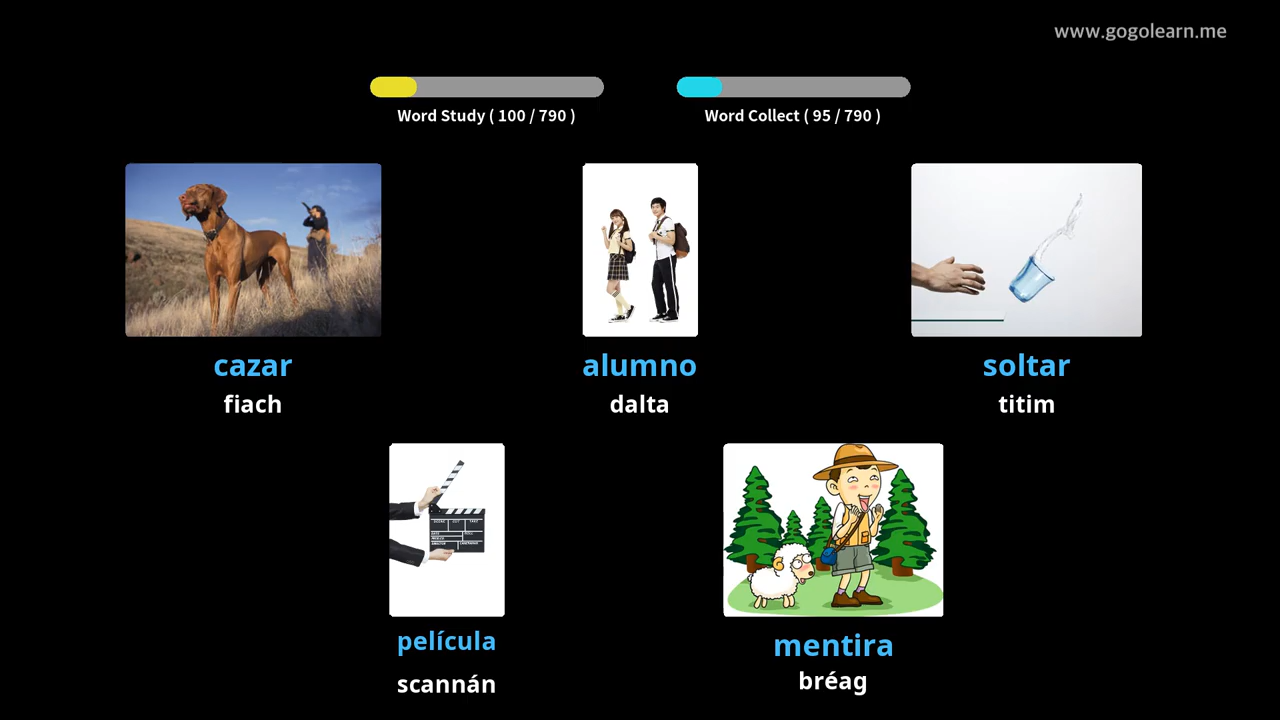 www.gogolearn.me
Word Study ( 100 / 790 )
Word Collect ( 95 / 790 )
cazar
fiach
alumno
dalta
soltar
titim
película
scannán
mentira
bréag